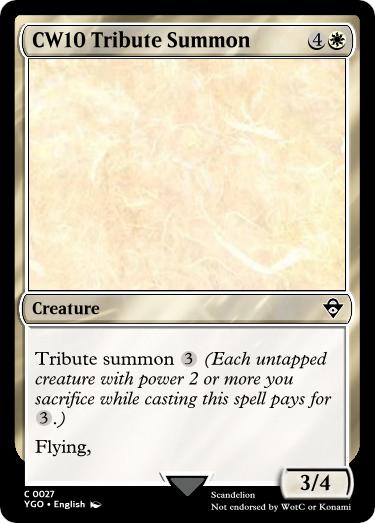 CW10 Tribute Summon 4
Creature
Tribute summon 3 (Each untapped
creature with power 2 or more you
sacrifice while casting this spell pays for
3.)
Flying,
3/4
C 0027
YGO • English
Scandelion
Not endorsed by WotC or Konami